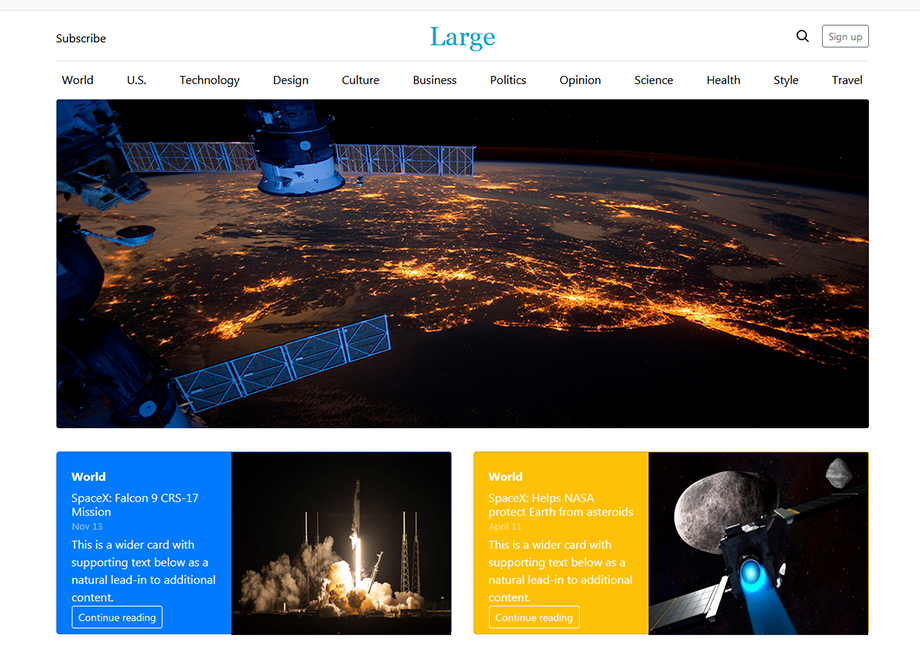 Subscribe
Large
Sign up
World U.S. Technology Design Culture Business Politics Opinion Science Health Style Travel
World
SpaceX: Falcon 9 CRS-17
Mission
Nov 13
This is a wider card with
supporting text below as a
natural lead-in to additional
content.
Continue reading
World
SpaceX: Helps NASA
protect Earth from asteroids
April 11
This is a wider card with
supporting text below as a
natural lead-in to additional
content.
Continue reading